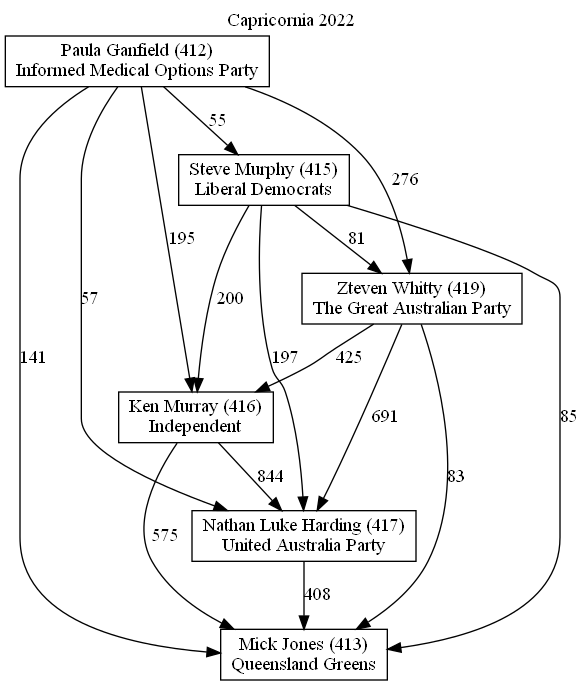 Capricornia 2022
Paula Ganfield (412)
Informed Medical Options Party
55
Steve Murphy (415)
Liberal Democrats
276
195
200
81
Zteven Whitty (419)
The Great Australian Party
57
141
197
425
85
Ken Murray (416)
Independent
691
844
83
575
Nathan Luke Harding (417)
United Australia Party
408
Mick Jones (413)
Queensland Greens